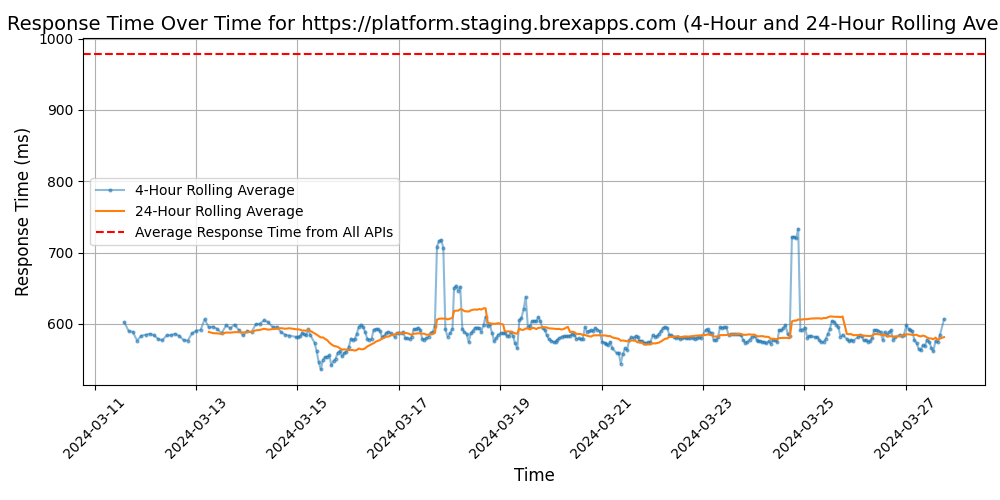 Response Time Over Time for https://platform.staging.brexapps.com (4-Hour and 24-Hour Rolling Ave
1000
900
800
700
600
Response Time (ms)
4-Hour Rolling Average
24-Hour Rolling Average
Average Response Time from All APIs
2024-03-11
2024-03-13
2024-03-15
2024-03-17
2024-03-19
2024-03-21
2024-03-23
2024-03-25
2024-03-27
Time